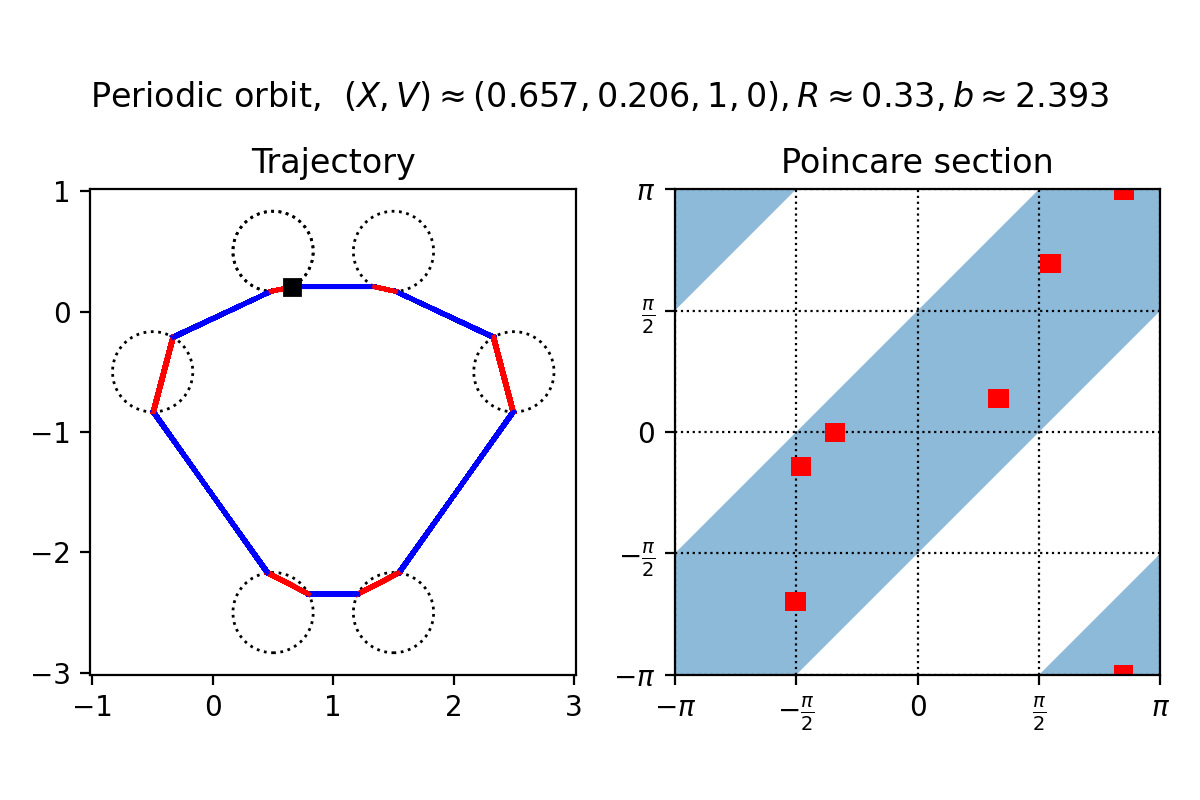 Periodic orbit, (X, V) ≈ (0.657, 0.206, 1, 0), R ≈ 0.33, b ≈ 2.393
Trajectory
1
0
−1
−2
−3
−1 0 1 2 3
Poincare section
π
π/2
0
−π/2
−π
−π −π/2 0 π/2 π